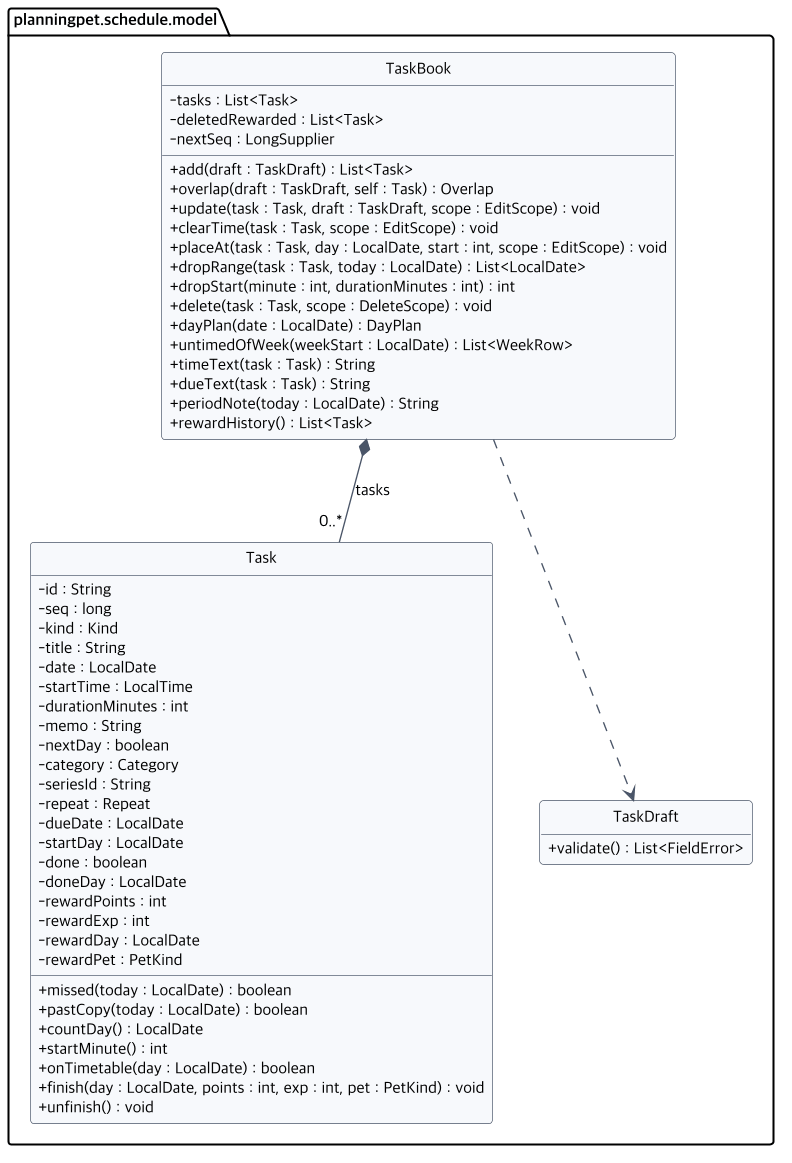 planningpet.schedule.model
TaskBook
-tasks : List<Task>
-deletedRewarded : List<Task>
-nextSeq : LongSupplier
+add(draft : TaskDraft) : List<Task>
+overlap(draft : TaskDraft, self : Task) : Overlap
+update(task : Task, draft : TaskDraft, scope : EditScope) : void
+clearTime(task : Task, scope : EditScope) : void
+placeAt(task : Task, day : LocalDate, start : int, scope : EditScope) : void
+dropRange(task : Task, today : LocalDate) : List<LocalDate>
+dropStart(minute : int, durationMinutes : int) : int
+delete(task : Task, scope : DeleteScope) : void
+dayPlan(date : LocalDate) : DayPlan
+untimedOfWeek(weekStart : LocalDate) : List<WeekRow>
+timeText(task : Task) : String
+dueText(task : Task) : String
+periodNote(today : LocalDate) : String
+rewardHistory() : List<Task>
tasks
0..*
Task
-id : String
-seq : long
-kind : Kind
-title : String
-date : LocalDate
-startTime : LocalTime
-durationMinutes : int
-memo : String
-nextDay : boolean
-category : Category
-seriesId : String
-repeat : Repeat
-dueDate : LocalDate
-startDay : LocalDate
-done : boolean
-doneDay : LocalDate
-rewardPoints : int
-rewardExp : int
-rewardDay : LocalDate
-rewardPet : PetKind
+missed(today : LocalDate) : boolean
+pastCopy(today : LocalDate) : boolean
+countDay() : LocalDate
+startMinute() : int
+onTimetable(day : LocalDate) : boolean
+finish(day : LocalDate, points : int, exp : int, pet : PetKind) : void
+unfinish() : void
TaskDraft
+validate() : List<FieldError>